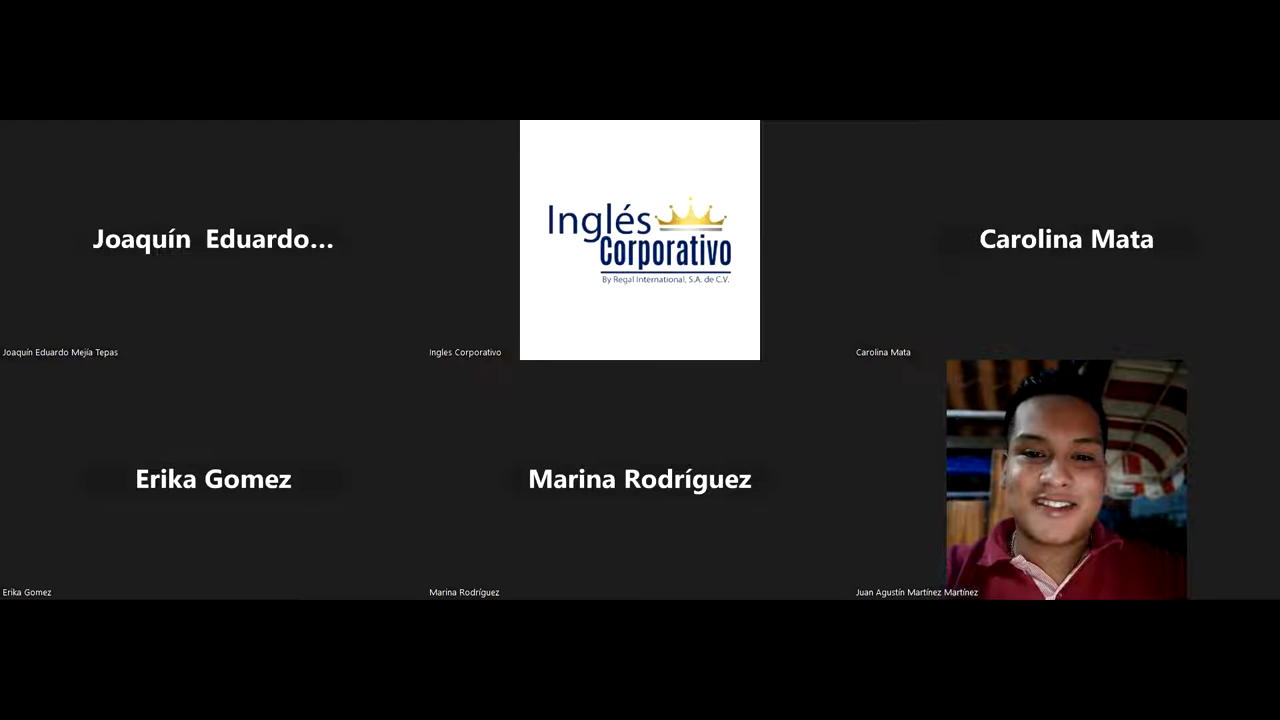 Joaquín Eduardo...
Inglés
Corporativo
By Regal International, S.A. de C.V.
Carolina Mata
Joaquín Eduardo Mejía Tepas
Ingles Corporativo
Carolina Mata
Erika Gomez
Marina Rodríguez
Erika Gomez
Marina Rodríguez
Juan Agustín Martínez Martínez